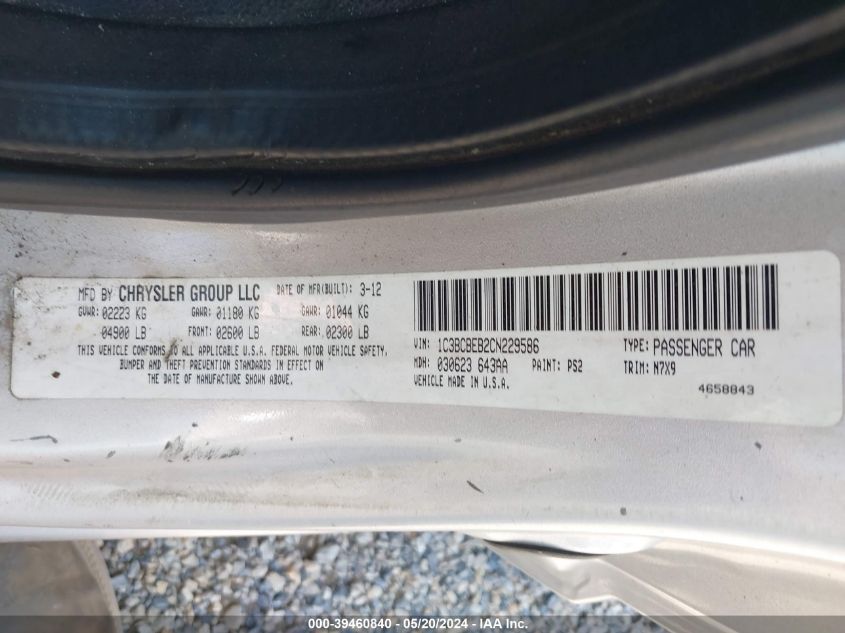 MFD BY CHRYSLER GROUP LLC DATE OF MFR(BUILT): 3-12
GVWR: 02223 KG GAWR: 01180 KG GAWR: 01044 KG
04900 LB FRONT: 02600 LB REAR: 02300 LB
THIS VEHICLE CONFORMS TO ALL APPLICABLE U.S.A. FEDERAL MOTOR VEHICLE SAFETY,
BUMPER AND THEFT PREVENTION STANDARDS IN EFFECT ON
THE DATE OF MANUFACTURE SHOWN ABOVE.
VIN: 1C3BCBEB2CN229586 TYPE: PASSENGER CAR
MDH: 030623 643AA PAINT: PS2 TRIM: N7X9
VEHICLE MADE IN U.S.A.
4658843
000-39460840 - 05/20/2024 - IAA Inc.